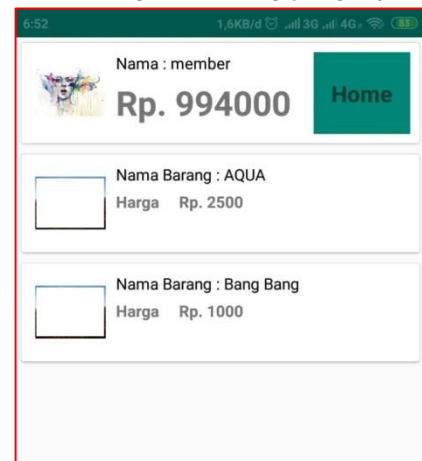 6:52 1,6KB/d 3G 4G 83
Nama : member
Rp. 994000
Home
Nama Barang : AQUA
Harga Rp. 2500
Nama Barang : Bang Bang
Harga Rp. 1000